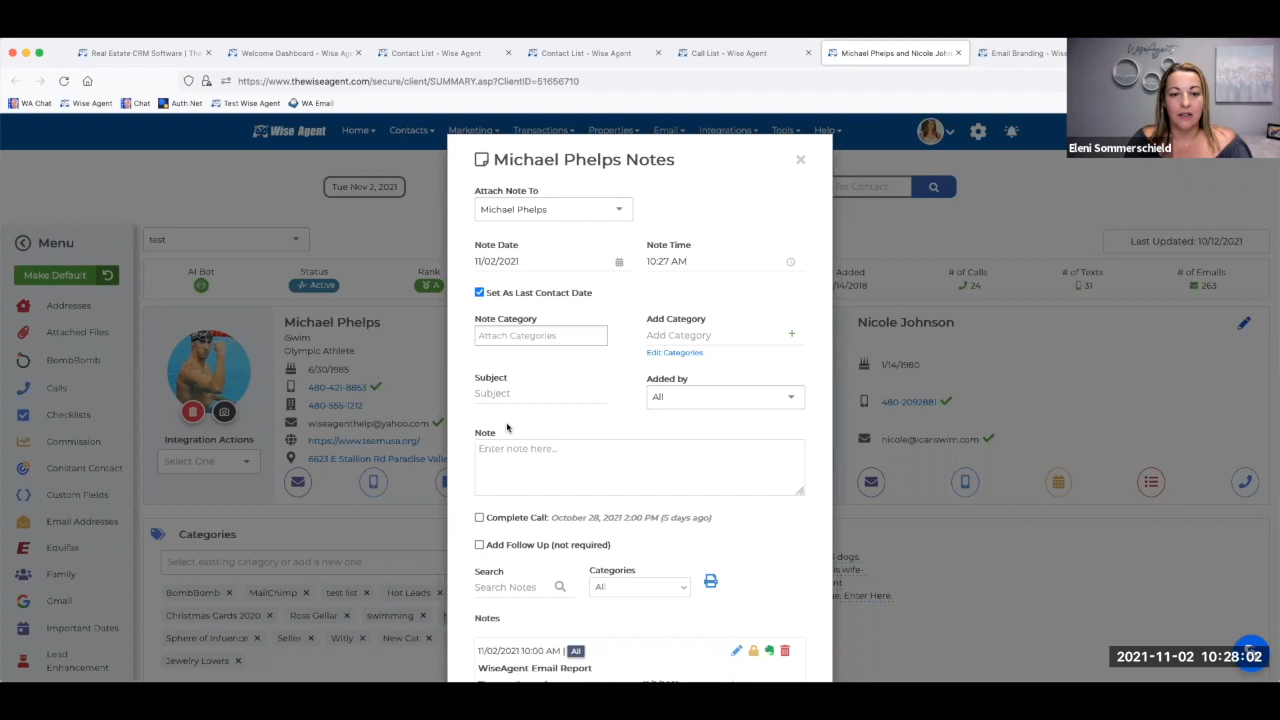 Real Estate CRM Software | The
Welcome Dashboard - Wise Age
Contact List - Wise Agent
Contact List - Wise Agent
Call List - Wise Agent
Michael Phelps and Nicole John
Email Branding - Wis
https://www.thewiseagent.com/secure/client/SUMMARY.asp?ClientID=51656710
WA Chat
Wise Agent
Chat
Auth.Net
Test Wise Agent
WA Email
Eleni Sommerschield
Wise Agent
Home
Contacts
Marketing
Transactions
Properties
Email
Integrations
Tools
Help
Michael Phelps Notes
Tue Nov 2, 2021
for Contact
Attach Note To
Michael Phelps
Menu
test
Last Updated: 10/12/2021
Note Date
Note Time
11/02/2021
10:27 AM
Make Default
AI Bot
Status
Active
Rank
A
Added
/14/2018
# of Calls
24
# of Texts
31
# of Emails
263
Set As Last Contact Date
Addresses
Attached Files
BombBomb
Calls
Checklists
Commission
Constant Contact
Custom Fields
Email Addresses
Equifax
Family
Gmail
Important Dates
Lead
Enhancement
Michael Phelps
iSwim
Olympic Athlete
6/30/1985
480-421-8853
480-555-1212
wiseagenthelp@yahoo.com
https://www.teamusa.org/
6623 E Stallion Rd Paradise Valle
Integration Actions
Select One
Note Category
Attach Categories
Add Category
Add Category
Edit Categories
Subject
Subject
Added by
All
Note
Enter note here...
Complete Call: October 28, 2021 2:00 PM (5 days ago)
Add Follow Up (not required)
Search
Search Notes
Categories
All
Notes
11/02/2021 10:00 AM | All
WiseAgent Email Report
Nicole Johnson
1/14/1980
480-2092881
nicole@icanswim.com
Categories
Select existing category or add a new one
BombBomb
MailChimp
test list
Hot Leads
Christmas Cards 2020
Ross Gellar
swimming
Sphere of Infuence
Seller
Witly
New Cat
Jewelry Lovers
dogs.
is wife-
nt
e. Enter Here.
2021-11-02 10:28:02